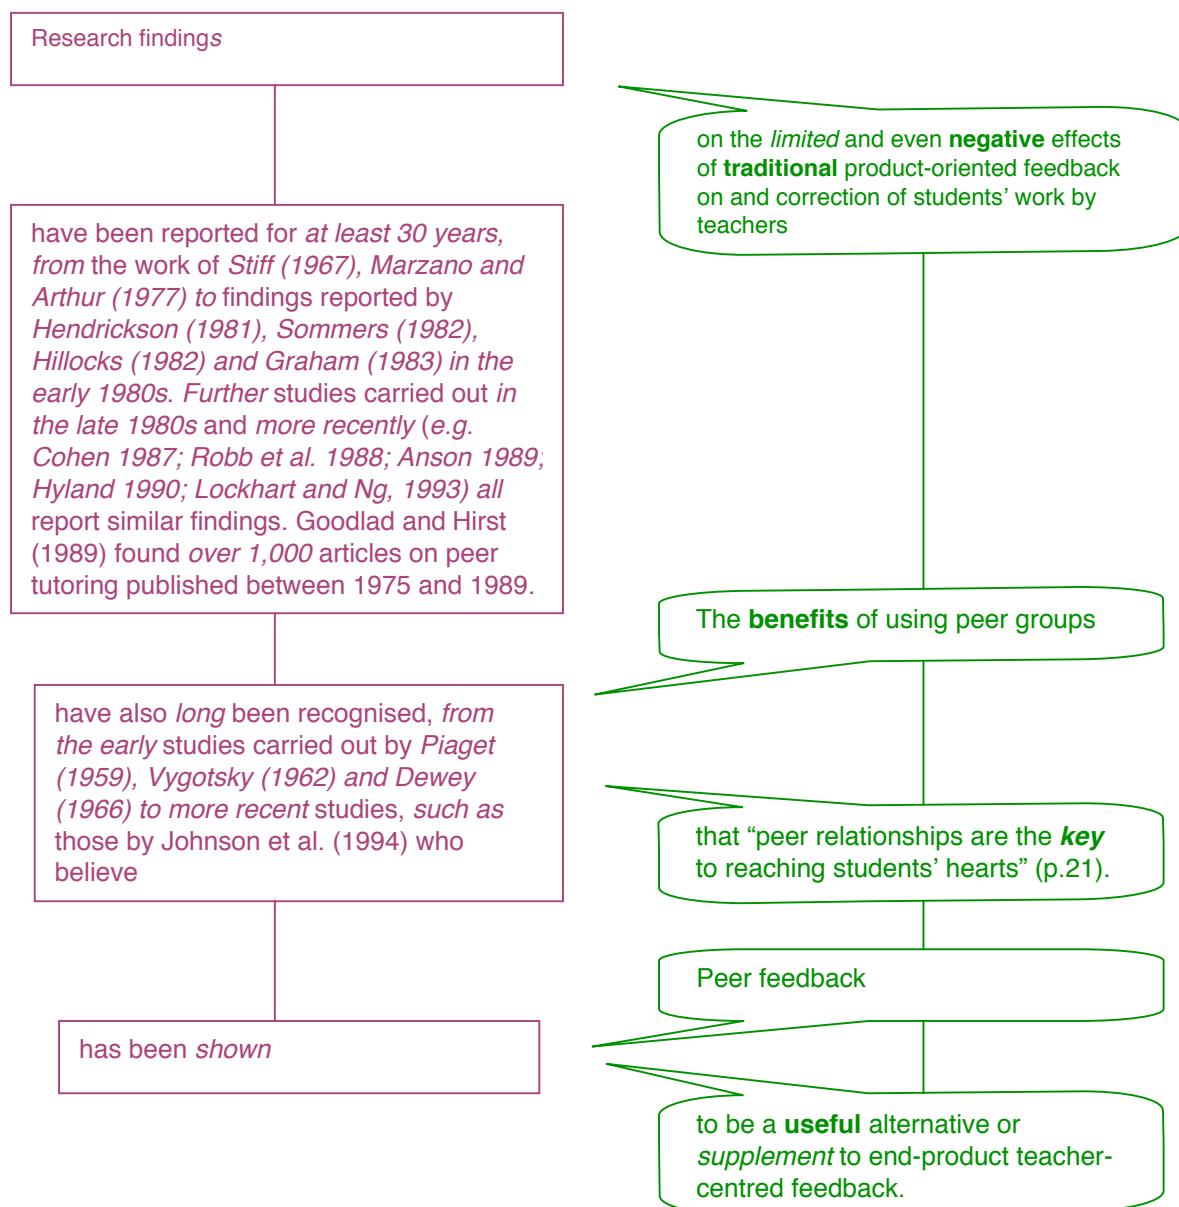 Research findings
on the limited and even negative effects
of traditional product-oriented feedback
on and correction of students’ work by
teachers
have been reported for at least 30 years,
from the work of Stiff (1967), Marzano and
Arthur (1977) to findings reported by
Hendrickson (1981), Sommers (1982),
Hillocks (1982) and Graham (1983) in the
early 1980s. Further studies carried out in
the late 1980s and more recently (e.g.
Cohen 1987; Robb et al. 1988; Anson 1989;
Hyland 1990; Lockhart and Ng, 1993) all
report similar findings. Goodlad and Hirst
(1989) found over 1,000 articles on peer
tutoring published between 1975 and 1989.
The benefits of using peer groups
have also long been recognised, from
the early studies carried out by Piaget
(1959), Vygotsky (1962) and Dewey
(1966) to more recent studies, such as
those by Johnson et al. (1994) who
believe
that “peer relationships are the key
to reaching students’ hearts” (p.21).
Peer feedback
has been shown
to be a useful alternative or
supplement to end-product teacher-
centred feedback.